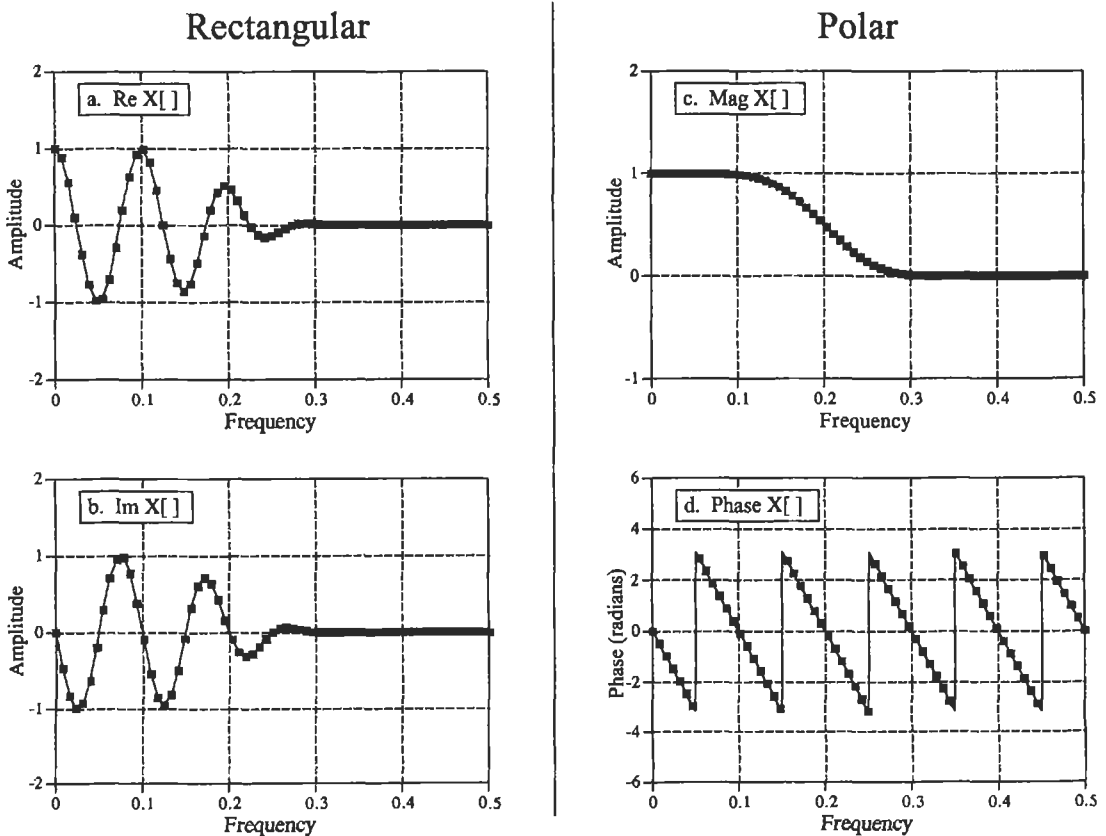 Rectangular
Polar
2
1
0
-1
-2
a. Re X[ ]
Amplitude
0 0.1 0.2 0.3 0.4 0.5
Frequency
2
1
0
-1
c. Mag X[ ]
Amplitude
0 0.1 0.2 0.3 0.4 0.5
Frequency
2
1
0
-1
-2
b. Im X[ ]
Amplitude
0 0.1 0.2 0.3 0.4 0.5
Frequency
6
4
2
0
-2
-4
-6
d. Phase X[ ]
Phase (radians)
0 0.1 0.2 0.3 0.4 0.5
Frequency